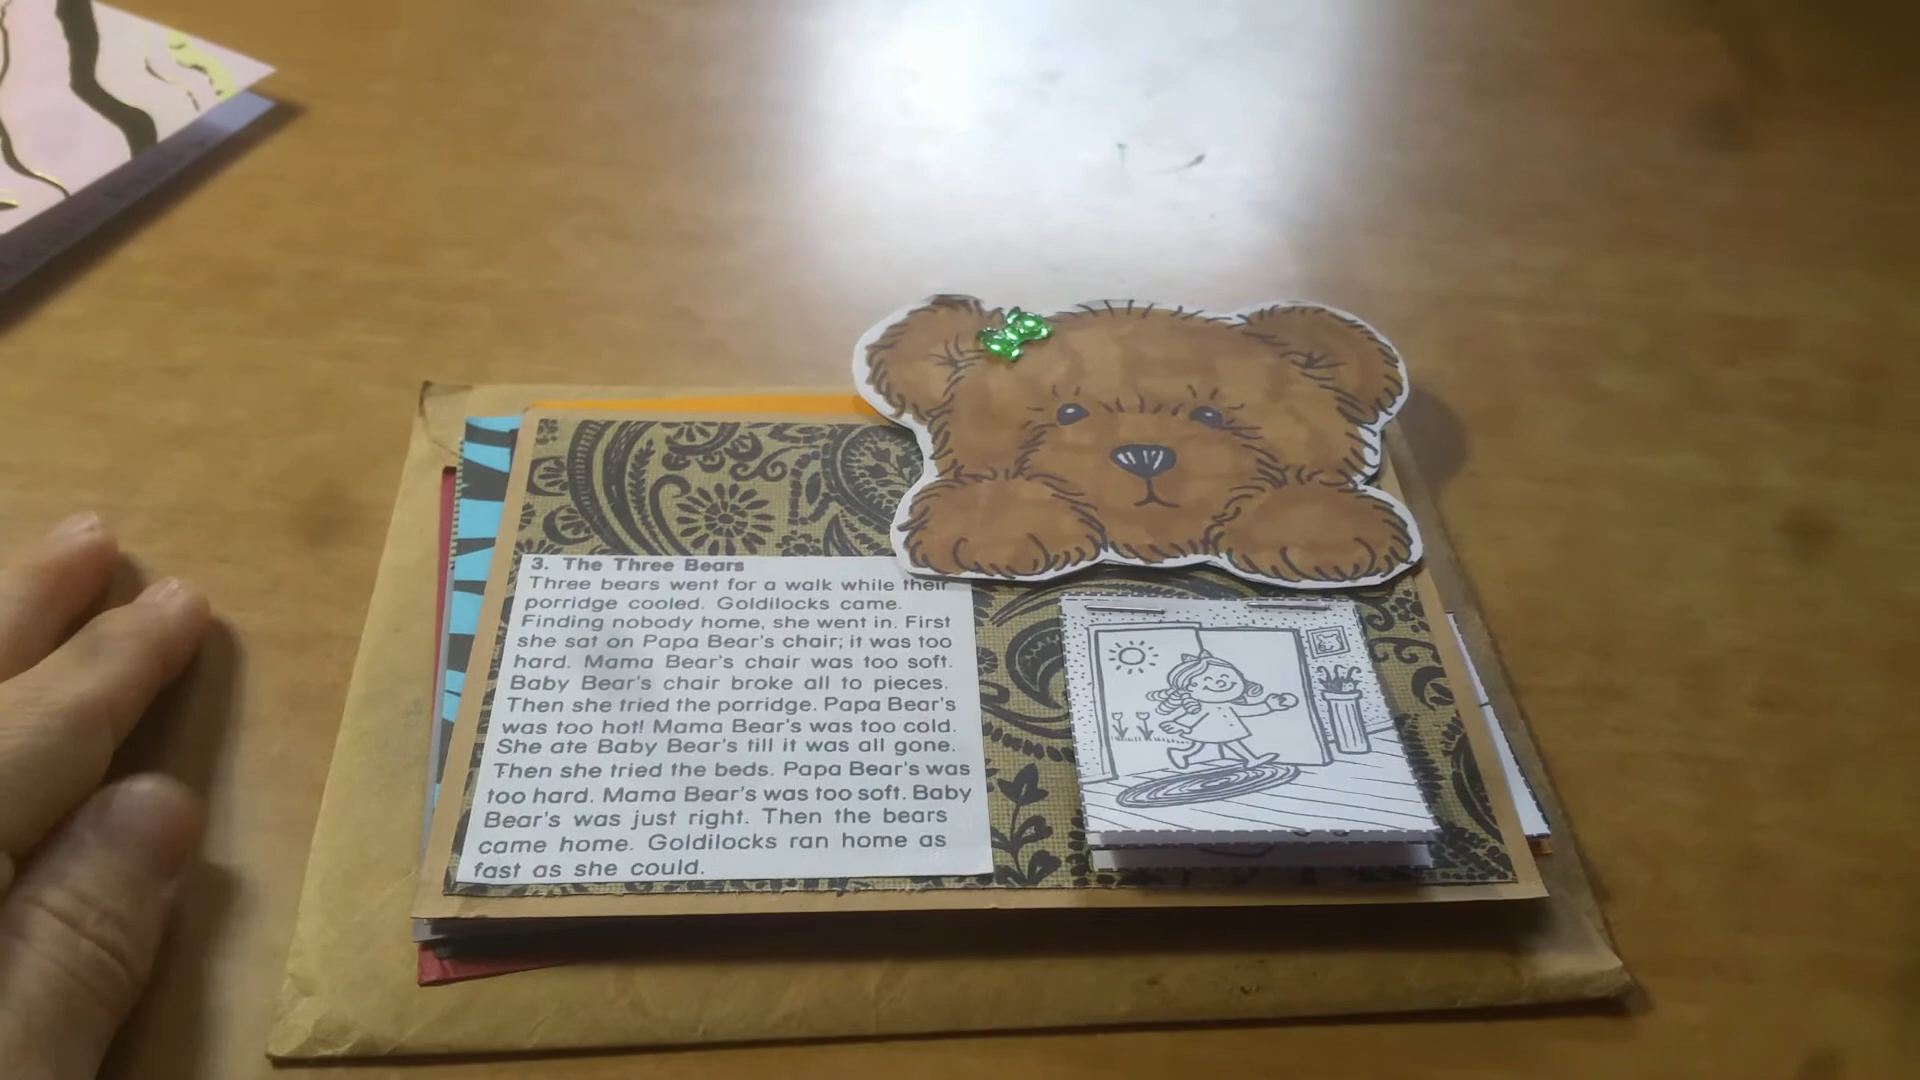 3. The Three Bears
Three bears went for a walk while their
porridge cooled. Goldilocks came.
Finding nobody home, she went in. First
she sat on Papa Bear's chair; it was too
hard. Mama Bear's chair was too soft.
Baby Bear's chair broke all to pieces.
Then she tried the porridge. Papa Bear's
was too hot! Mama Bear's was too cold.
She ate Baby Bear's till it was all gone.
Then she tried the beds. Papa Bear's was
too hard. Mama Bear's was too soft. Baby
Bear's was just right. Then the bears
came home. Goldilocks ran home as
fast as she could.